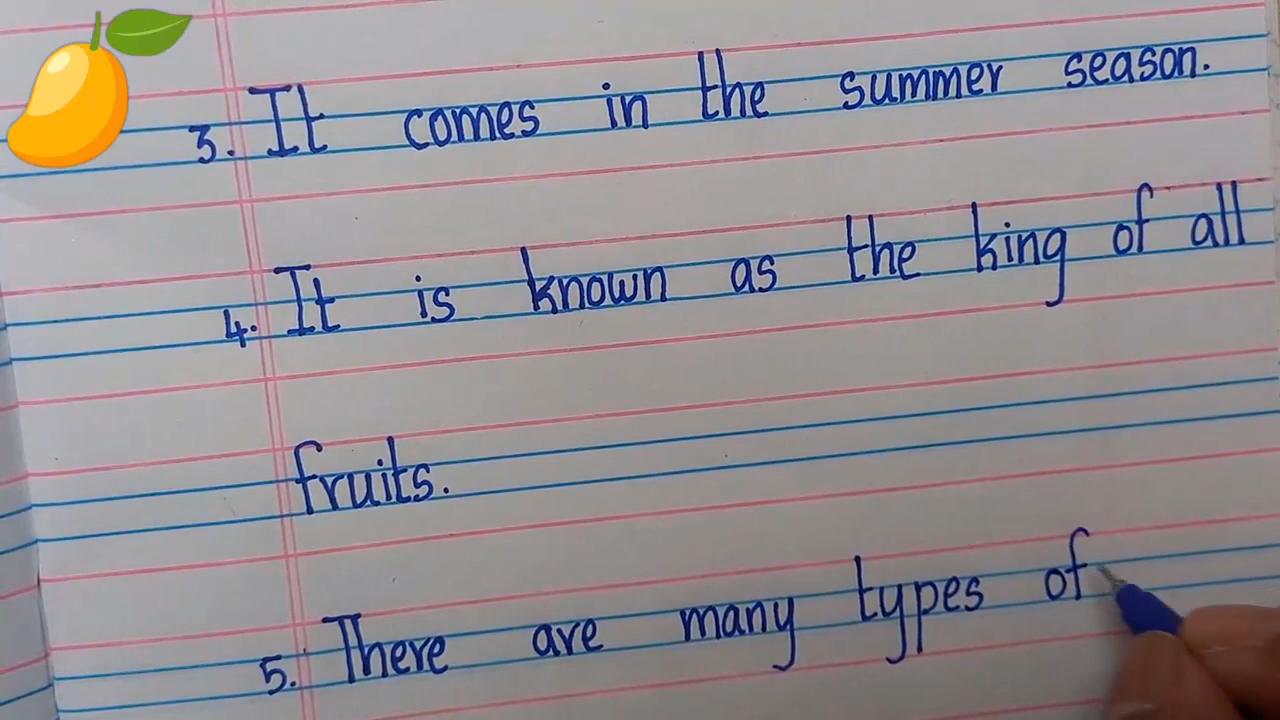 3. It comes in the summer season.
4. It is known as the king of all
fruits.
5. There are many types of